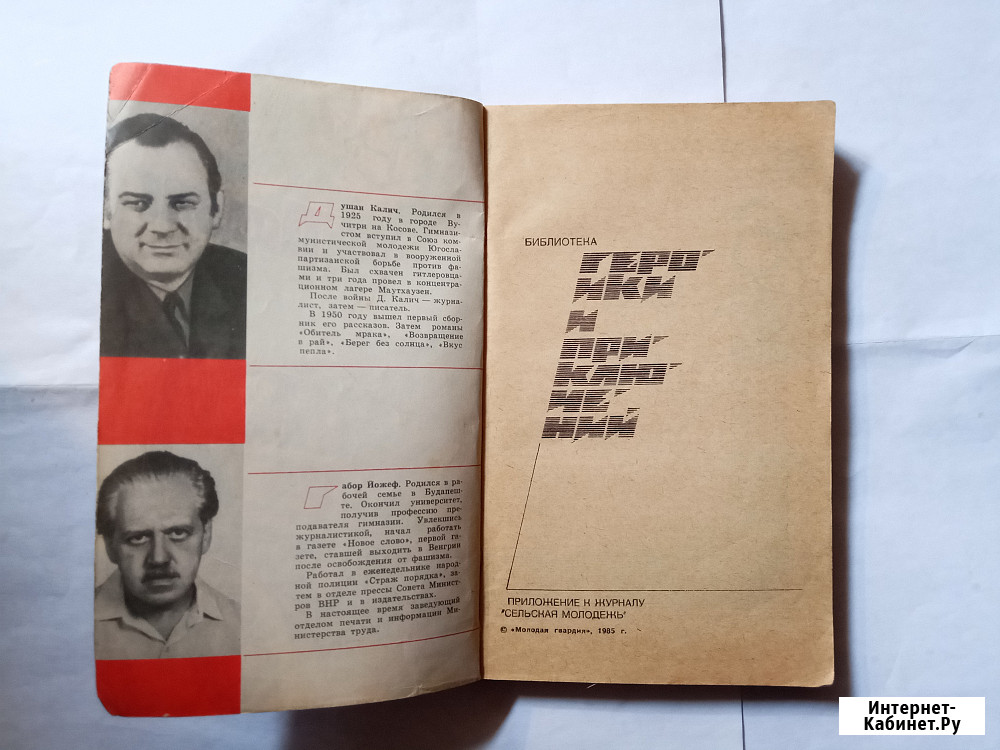 Душан Калич. Родился в
1925 году в городе Ву-
читри на Косове. Гимназис-
том вступил в Союз ком-
мунистической молодежи Югосла-
вии и участвовал в вооруженной
партизанской борьбе против фа-
шизма. Был схвачен гитлеровца-
ми и три года провел в концентра-
ционном лагере Маутхаузен.
После войны Д. Калич — журна-
лист, затем — писатель.
В 1950 году вышел первый сбор-
ник его рассказов. Затем романы
«Обитель мрака», «Возвращение
в рай», «Берег без солнца», «Вкус
пепла».
Габор Йожеф. Родился в ра-
бочей семье в Будапеш-
те. Окончил университет,
получив профессию пре-
подавателя гимназии. Увлекшись
журналистикой, начал работать
в газете «Новое слово», первой га-
зете, ставшей выходить в Венгрии
после освобождения от фашизма.
Работал в еженедельнике народ-
ной полиции «Страж порядка», за-
тем в отделе прессы Совета Минист-
ров ВНР и в издательствах.
В настоящее время заведующий
отделом печати и информации Ми-
нистерства труда.
БИБЛИОТЕКА
ГЕРО-
ИКИ
И
ПРИ-
КЛЮ-
ЧЕ-
НИЙ
ПРИЛОЖЕНИЕ К ЖУРНАЛУ
"СЕЛЬСКАЯ МОЛОДЕЖЬ"
© «Молодая гвардия», 1985 г.
Интернет-
Кабинет.Ру